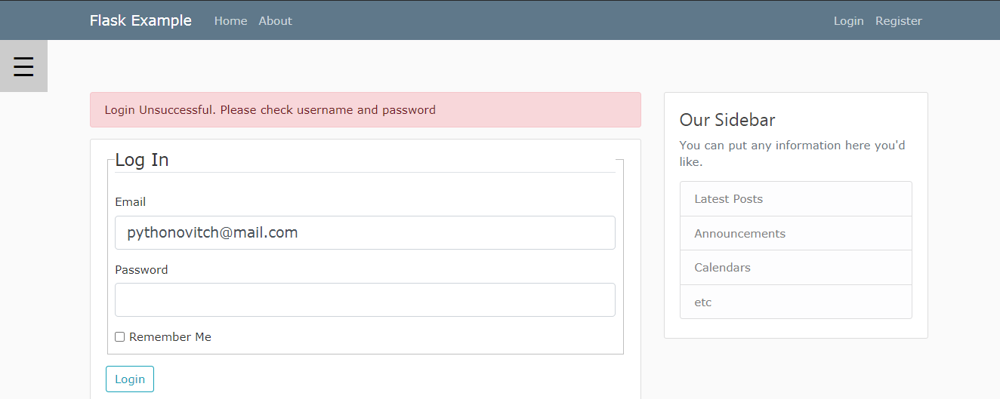 Flask Example Home About Login Register
Login Unsuccessful. Please check username and password
Log In
Email
pythonovitch@mail.com
Password
Remember Me
Login
Our Sidebar
You can put any information here you'd
like.
Latest Posts
Announcements
Calendars
etc